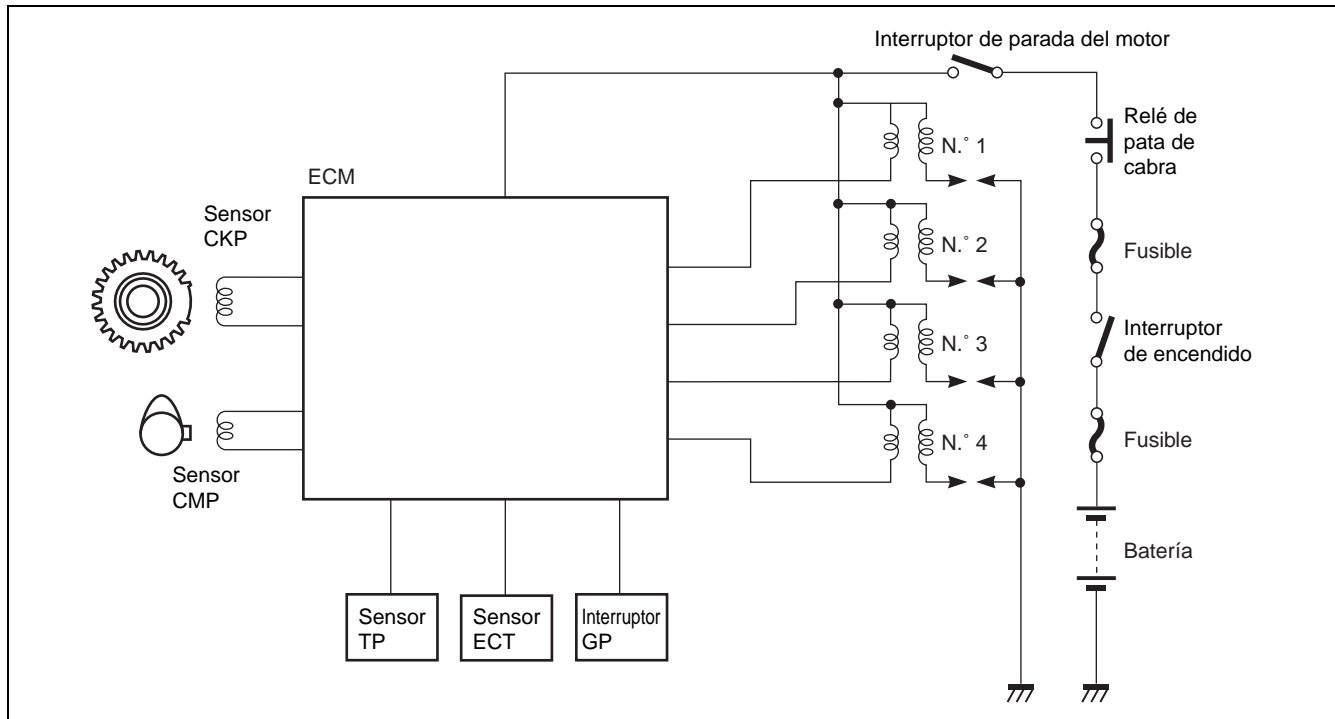 Interruptor de parada del motor
Relé de
pata de
cabra
N.° 1
ECM
Sensor
CKP
N.° 2
Fusible
N.° 3
Interruptor
de encendido
N.° 4
Fusible
Sensor
CMP
Batería
Sensor
TP
Sensor
ECT
Interruptor
GP